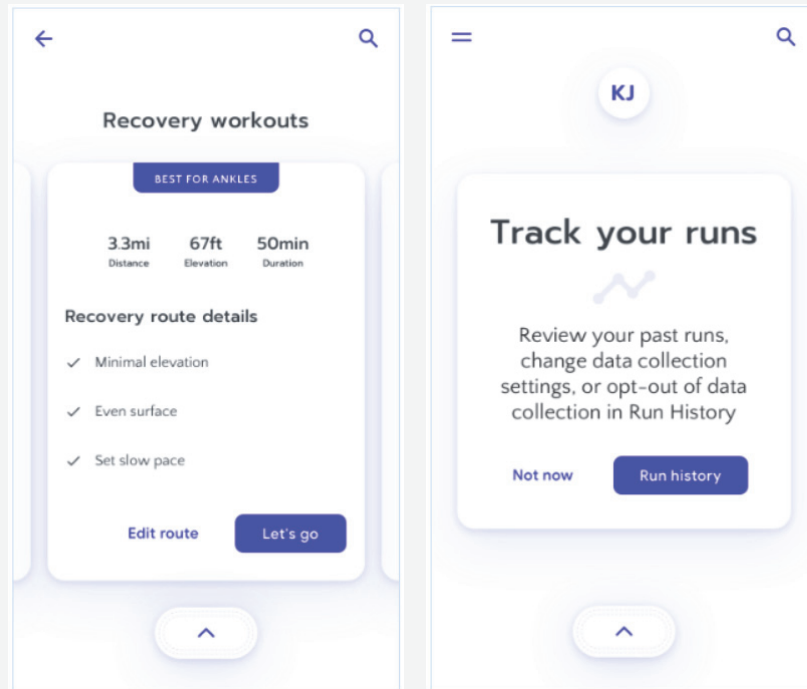 Recovery workouts
BEST FOR ANKLES
3.3mi 67ft 50min
Distance Elevation Duration
Recovery route details
Minimal elevation
Even surface
Set slow pace
Edit route Let's go
KJ
Track your runs
Review your past runs,
change data collection
settings, or opt-out of data
collection in Run History
Not now Run history